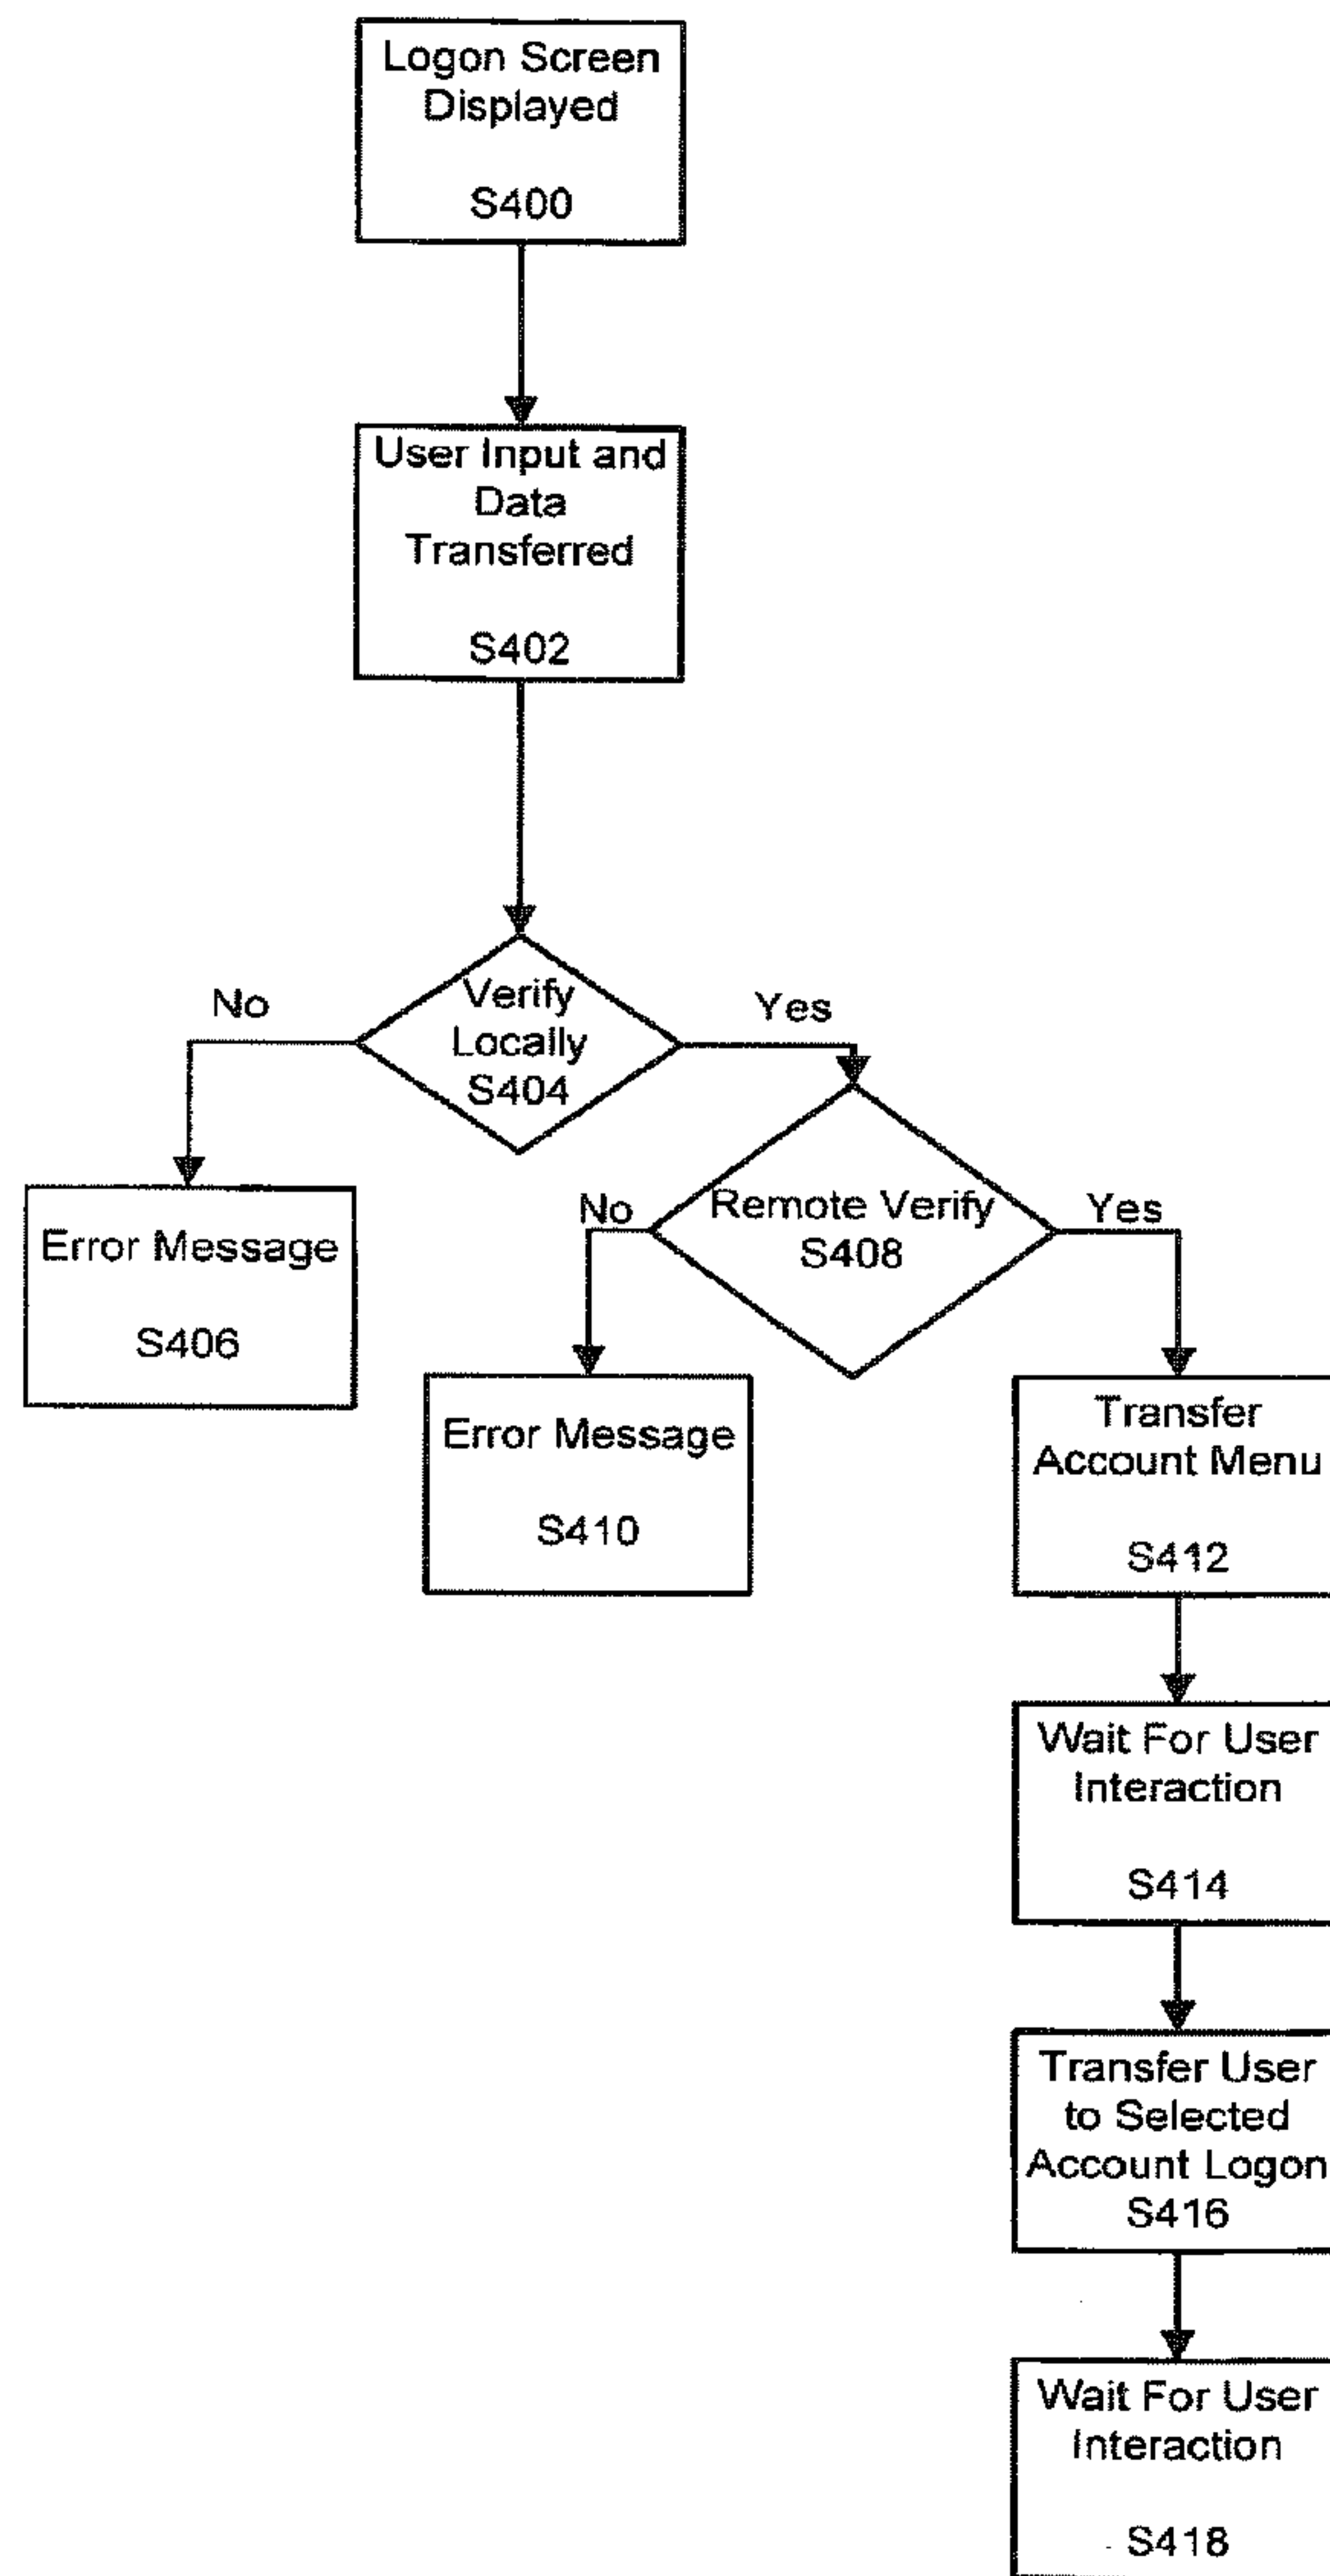 Logon Screen
Displayed
S400
User Input and
Data
Transferred
S402
Verify
Locally
S404
No
Yes
Error Message
S406
Remote Verify
S408
No
Yes
Error Message
S410
Transfer
Account Menu
S412
Wait For User
Interaction
S414
Transfer User
to Selected
Account Logon
S416
Wait For User
Interaction
S418